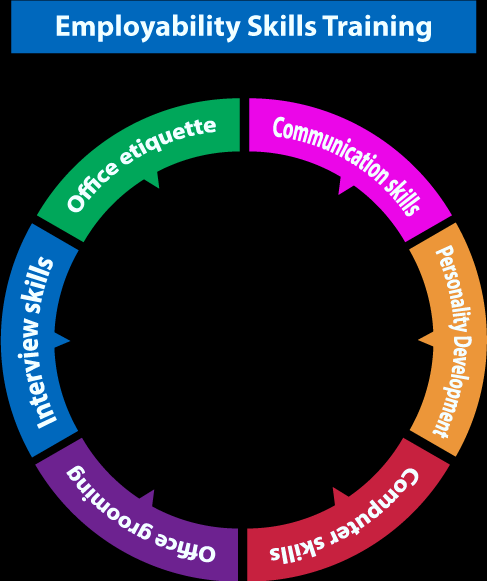 Employability Skills Training
Communication skills
Personality Development
Computer skills
Office grooming
Interview skills
Office etiquette